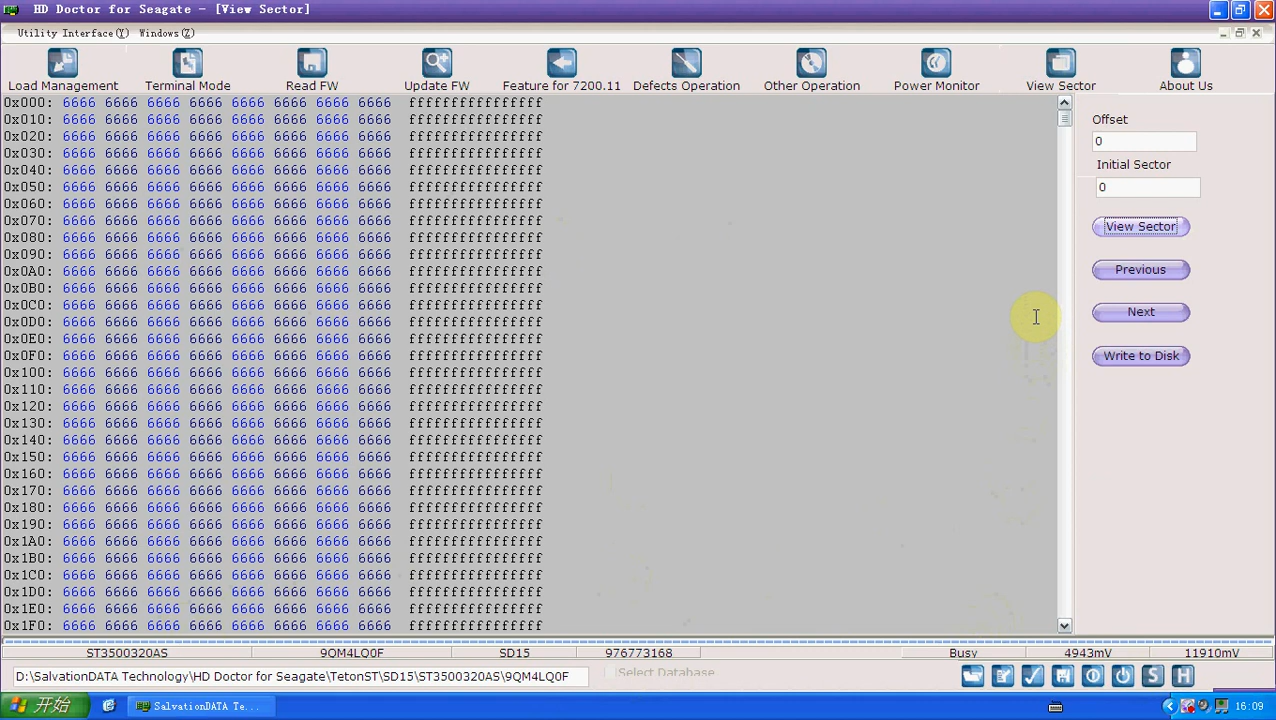 HD Doctor for Seagate - [View Sector]
Utility Interface(Y) Windows(Z)
Load Management Terminal Mode Read FW Update FW Feature for 7200.11 Defects Operation Other Operation Power Monitor View Sector About Us
0x000: 6666 6666 6666 6666 6666 6666 6666 6666 ffffffffffffffff
0x010: 6666 6666 6666 6666 6666 6666 6666 6666 ffffffffffffffff
0x020: 6666 6666 6666 6666 6666 6666 6666 6666 ffffffffffffffff
0x030: 6666 6666 6666 6666 6666 6666 6666 6666 ffffffffffffffff
0x040: 6666 6666 6666 6666 6666 6666 6666 6666 ffffffffffffffff
0x050: 6666 6666 6666 6666 6666 6666 6666 6666 ffffffffffffffff
0x060: 6666 6666 6666 6666 6666 6666 6666 6666 ffffffffffffffff
0x070: 6666 6666 6666 6666 6666 6666 6666 6666 ffffffffffffffff
0x080: 6666 6666 6666 6666 6666 6666 6666 6666 ffffffffffffffff
0x090: 6666 6666 6666 6666 6666 6666 6666 6666 ffffffffffffffff
0x0A0: 6666 6666 6666 6666 6666 6666 6666 6666 ffffffffffffffff
0x0B0: 6666 6666 6666 6666 6666 6666 6666 6666 ffffffffffffffff
0x0C0: 6666 6666 6666 6666 6666 6666 6666 6666 ffffffffffffffff
0x0D0: 6666 6666 6666 6666 6666 6666 6666 6666 ffffffffffffffff
0x0E0: 6666 6666 6666 6666 6666 6666 6666 6666 ffffffffffffffff
0x0F0: 6666 6666 6666 6666 6666 6666 6666 6666 ffffffffffffffff
0x100: 6666 6666 6666 6666 6666 6666 6666 6666 ffffffffffffffff
0x110: 6666 6666 6666 6666 6666 6666 6666 6666 ffffffffffffffff
0x120: 6666 6666 6666 6666 6666 6666 6666 6666 ffffffffffffffff
0x130: 6666 6666 6666 6666 6666 6666 6666 6666 ffffffffffffffff
0x140: 6666 6666 6666 6666 6666 6666 6666 6666 ffffffffffffffff
0x150: 6666 6666 6666 6666 6666 6666 6666 6666 ffffffffffffffff
0x160: 6666 6666 6666 6666 6666 6666 6666 6666 ffffffffffffffff
0x170: 6666 6666 6666 6666 6666 6666 6666 6666 ffffffffffffffff
0x180: 6666 6666 6666 6666 6666 6666 6666 6666 ffffffffffffffff
0x190: 6666 6666 6666 6666 6666 6666 6666 6666 ffffffffffffffff
0x1A0: 6666 6666 6666 6666 6666 6666 6666 6666 ffffffffffffffff
0x1B0: 6666 6666 6666 6666 6666 6666 6666 6666 ffffffffffffffff
0x1C0: 6666 6666 6666 6666 6666 6666 6666 6666 ffffffffffffffff
0x1D0: 6666 6666 6666 6666 6666 6666 6666 6666 ffffffffffffffff
0x1E0: 6666 6666 6666 6666 6666 6666 6666 6666 ffffffffffffffff
0x1F0: 6666 6666 6666 6666 6666 6666 6666 6666 ffffffffffffffff
Offset
0
Initial Sector
0
View Sector
Previous
Next
Write to Disk
ST3500320AS 9QM4LQ0F SD15 976773168 Busy 4943mV 11910mV
D:\SalvationDATA Technology\HD Doctor for Seagate\TetOfST\SD15\DT3500320AS\9QM4LQ0F Select Database S H
开始 SalvationDATA Te... 16:09